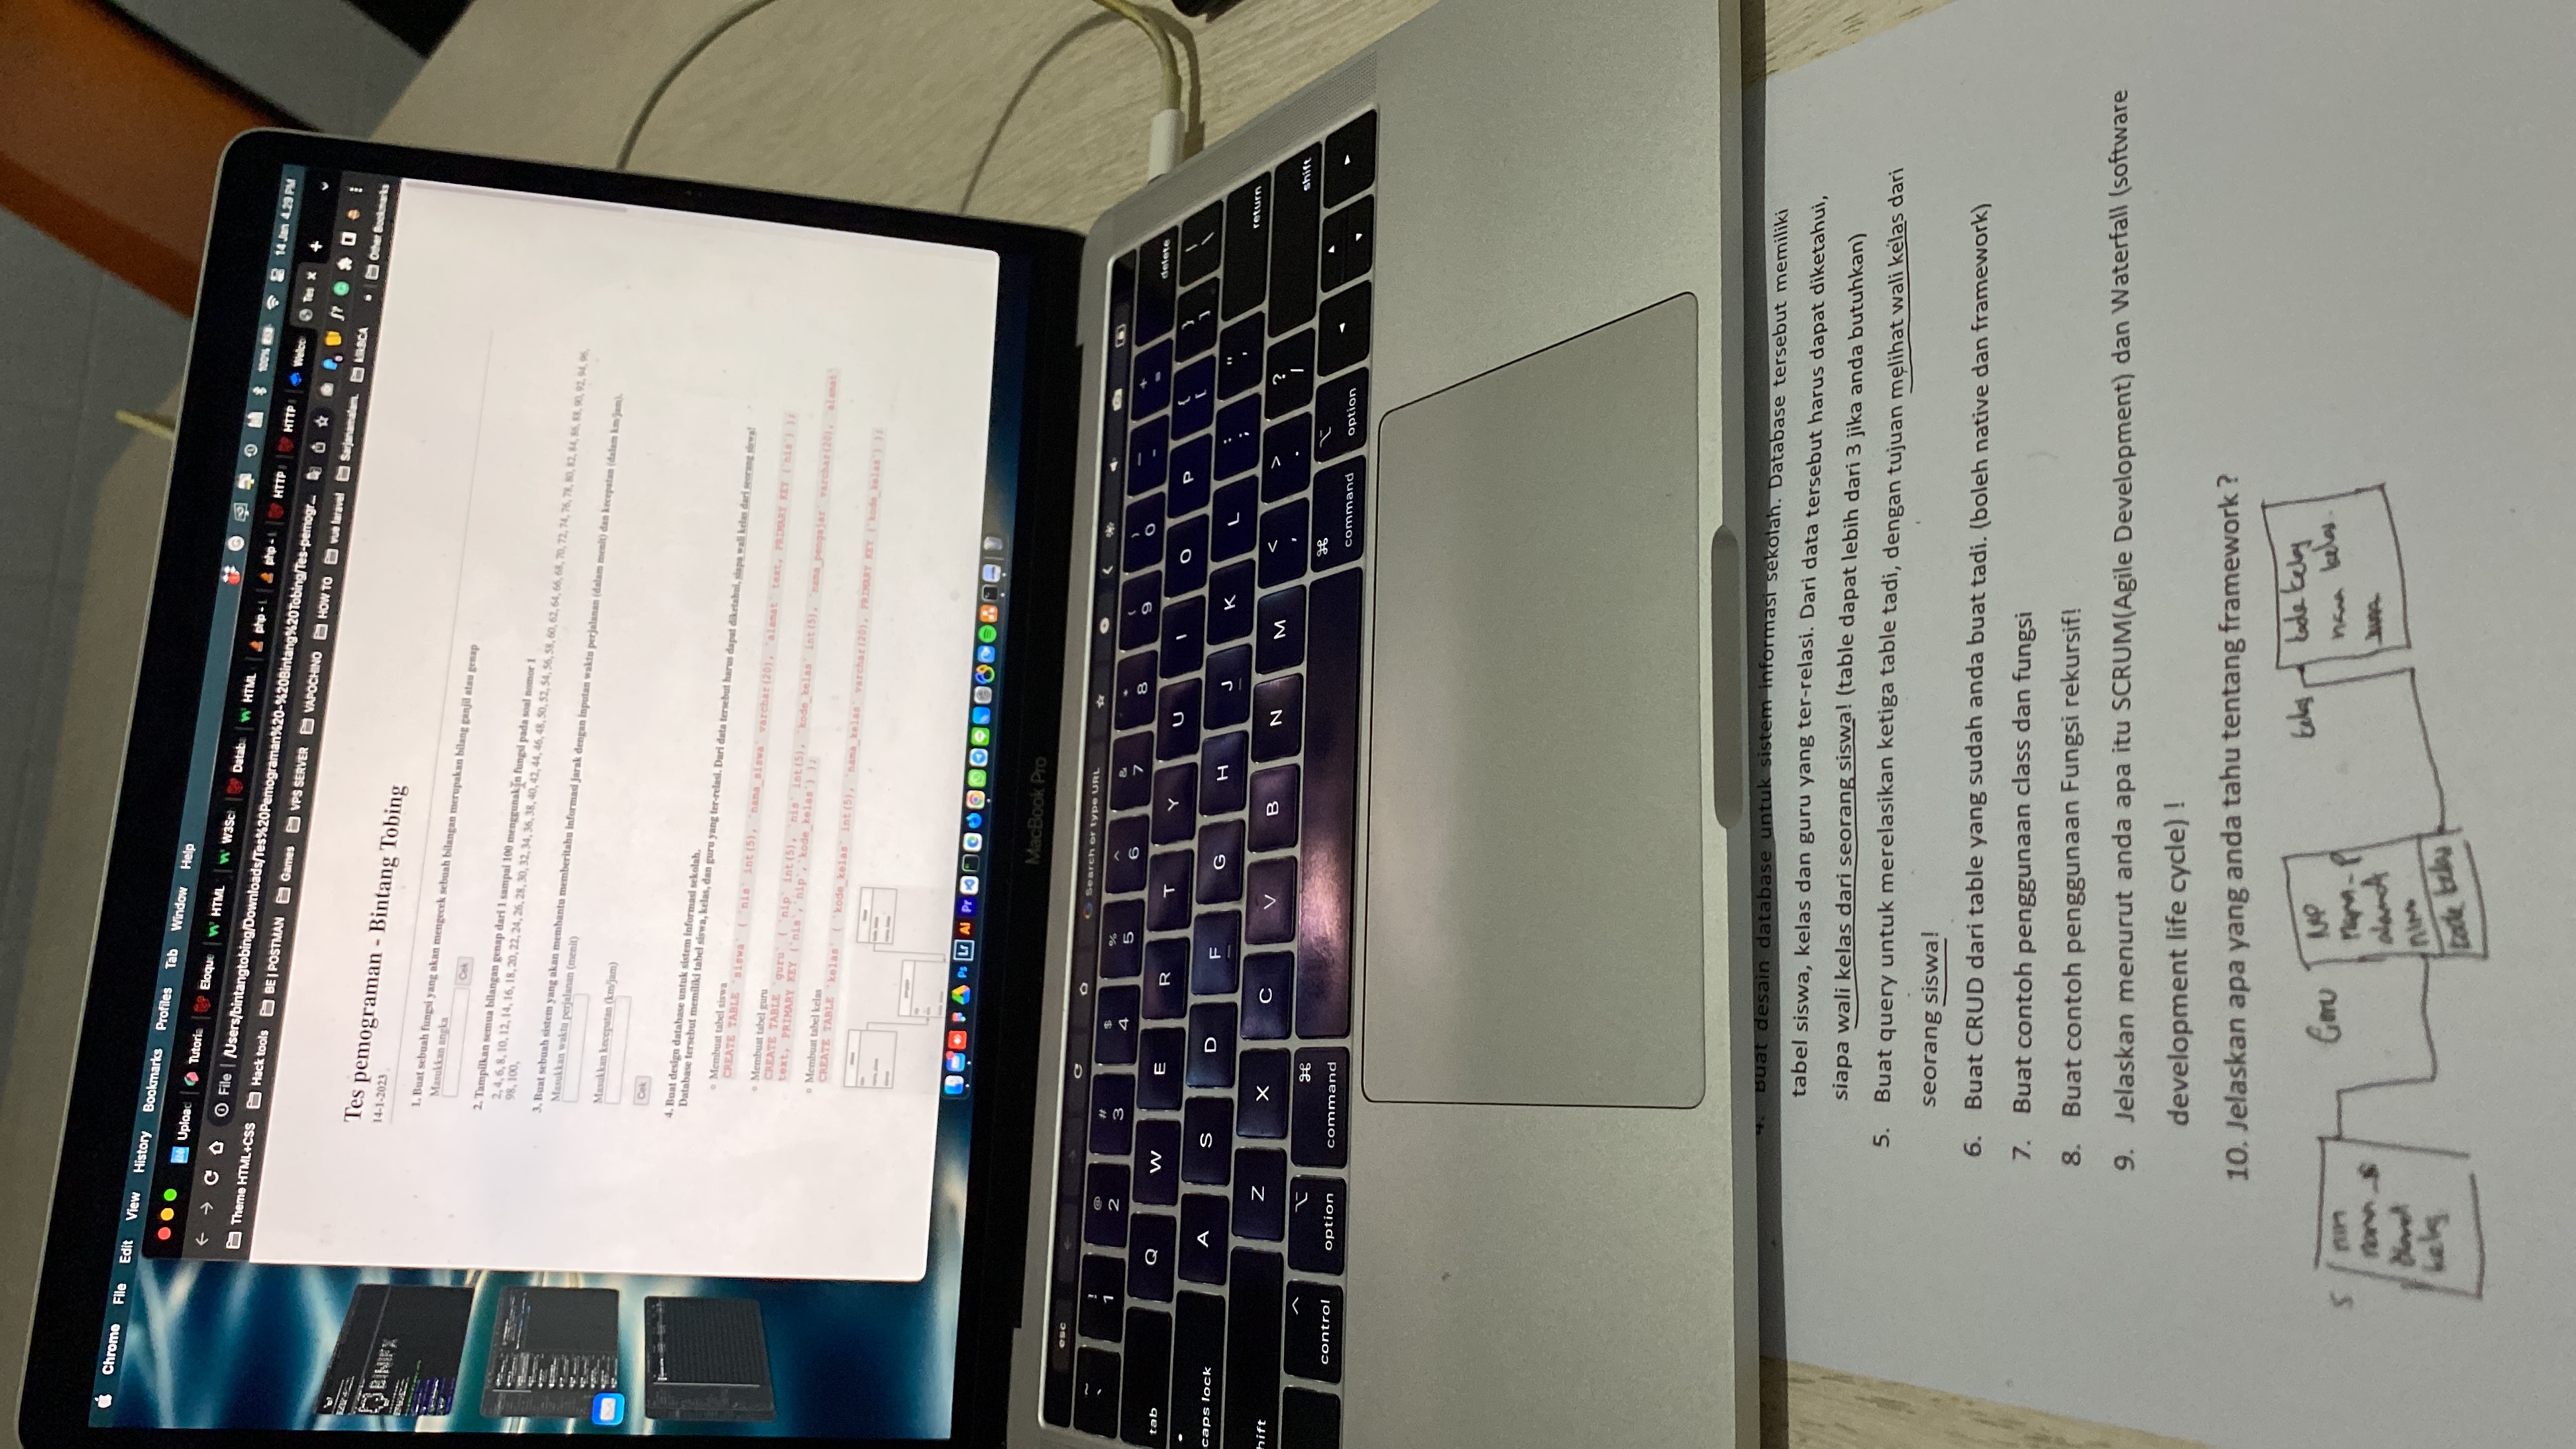 Chrome File Edit View History Bookmarks Profiles Tab Window Help
100% 14 Jan 4.29 PM
Upload Tutoria Eloque HTML W3Sc Datab HTML php - php - HTTP HTTP Welco Tes
File /Users/bintangtobing/Downloads/Tes%20Pemograman%20-%20Bintang%20Tobing/Tes-pemogr...
Theme HTML+CSS Hack tools BE | POSTMAN Games VPS SERVER VAPOCHINO HOW TO vue laravel Sarjanamalam. klikBCA Other Bookmarks
BINIFX
Tes pemograman - Bintang Tobing
14-1-2023
1. Buat sebuah fungsi yang akan mengecek sebuah bilangan merupakan bilang ganjil atau genap
Masukkan angka
Cek
2. Tampilkan semua bilangan genap dari 1 sampai 100 menggunakan fungsi pada soal nomor 1
2, 4, 6, 8, 10, 12, 14, 16, 18, 20, 22, 24, 26, 28, 30, 32, 34, 36, 38, 40, 42, 44, 46, 48, 50, 52, 54, 56, 58, 60, 62, 64, 66, 68, 70, 72, 74, 76, 78, 80, 82, 84, 86, 88, 90, 92, 94, 96,
98, 100,
3. Buat sebuah sistem yang akan membantu memberitahu informasi jarak dengan inputan waktu perjalanan (dalam menit) dan kecepatan (dalam km/jam).
Masukkan waktu perjalanan (menit)
Masukkan kecepatan (km/jam)
Cek
4. Buat design database untuk sistem informasi sekolah.
Database tersebut memiliki tabel siswa, kelas, dan guru yang ter-relasi. Dari data tersebut harus dapat diketahui, siapa wali kelas dari seorang siswa!
Membuat tabel siswa
CREATE TABLE `siswa` ( `nis` int(5), `nama_siswa` varchar(20), `alamat` text, PRIMARY KEY (`nis`) );
Membuat tabel guru
CREATE TABLE `guru` ( `nip` int(5), `nis` int(5), `kode_kelas` int(5), `nama_pengajar` varchar(20), `alamat`
text, PRIMARY KEY (`nis`,`nip`,`kode_kelas`) );
Membuat tabel kelas
CREATE TABLE `kelas` ( `kode_kelas` int(5), `nama_kelas` varchar(20), PRIMARY KEY (`kode_kelas`) );
Ps Lr Ai Pr
MacBook Pro
esc Search or type URL
~ ` ! 1 @ 2 # 3 $ 4 % 5 ^ 6 & 7 * 8 ( 9 ) 0 _ - + = delete
tab Q W E R T Y U I O P { [ } ] | \
caps lock A S D F G H J K L : ; " ' return
hift Z X C V B N M < , > . ? / shift
control option command command option
4. Buat desain database untuk sistem informasi sekolah. Database tersebut memiliki
tabel siswa, kelas dan guru yang ter-relasi. Dari data tersebut harus dapat diketahui,
siapa wali kelas dari seorang siswa! (table dapat lebih dari 3 jika anda butuhkan)
5. Buat query untuk merelasikan ketiga table tadi, dengan tujuan melihat wali kelas dari
seorang siswa!
6. Buat CRUD dari table yang sudah anda buat tadi. (boleh native dan framework)
7. Buat contoh penggunaan class dan fungsi
8. Buat contoh penggunaan Fungsi rekursif!
9. Jelaskan menurut anda apa itu SCRUM(Agile Development) dan Waterfall (software
development life cycle) !
10. Jelaskan apa yang anda tahu tentang framework ?
S
nim
nama_s
alamat
kelas
Guru
NIP
nama_p
alamat
nim
kode kelas
kelas
kode kelas
nama kelas